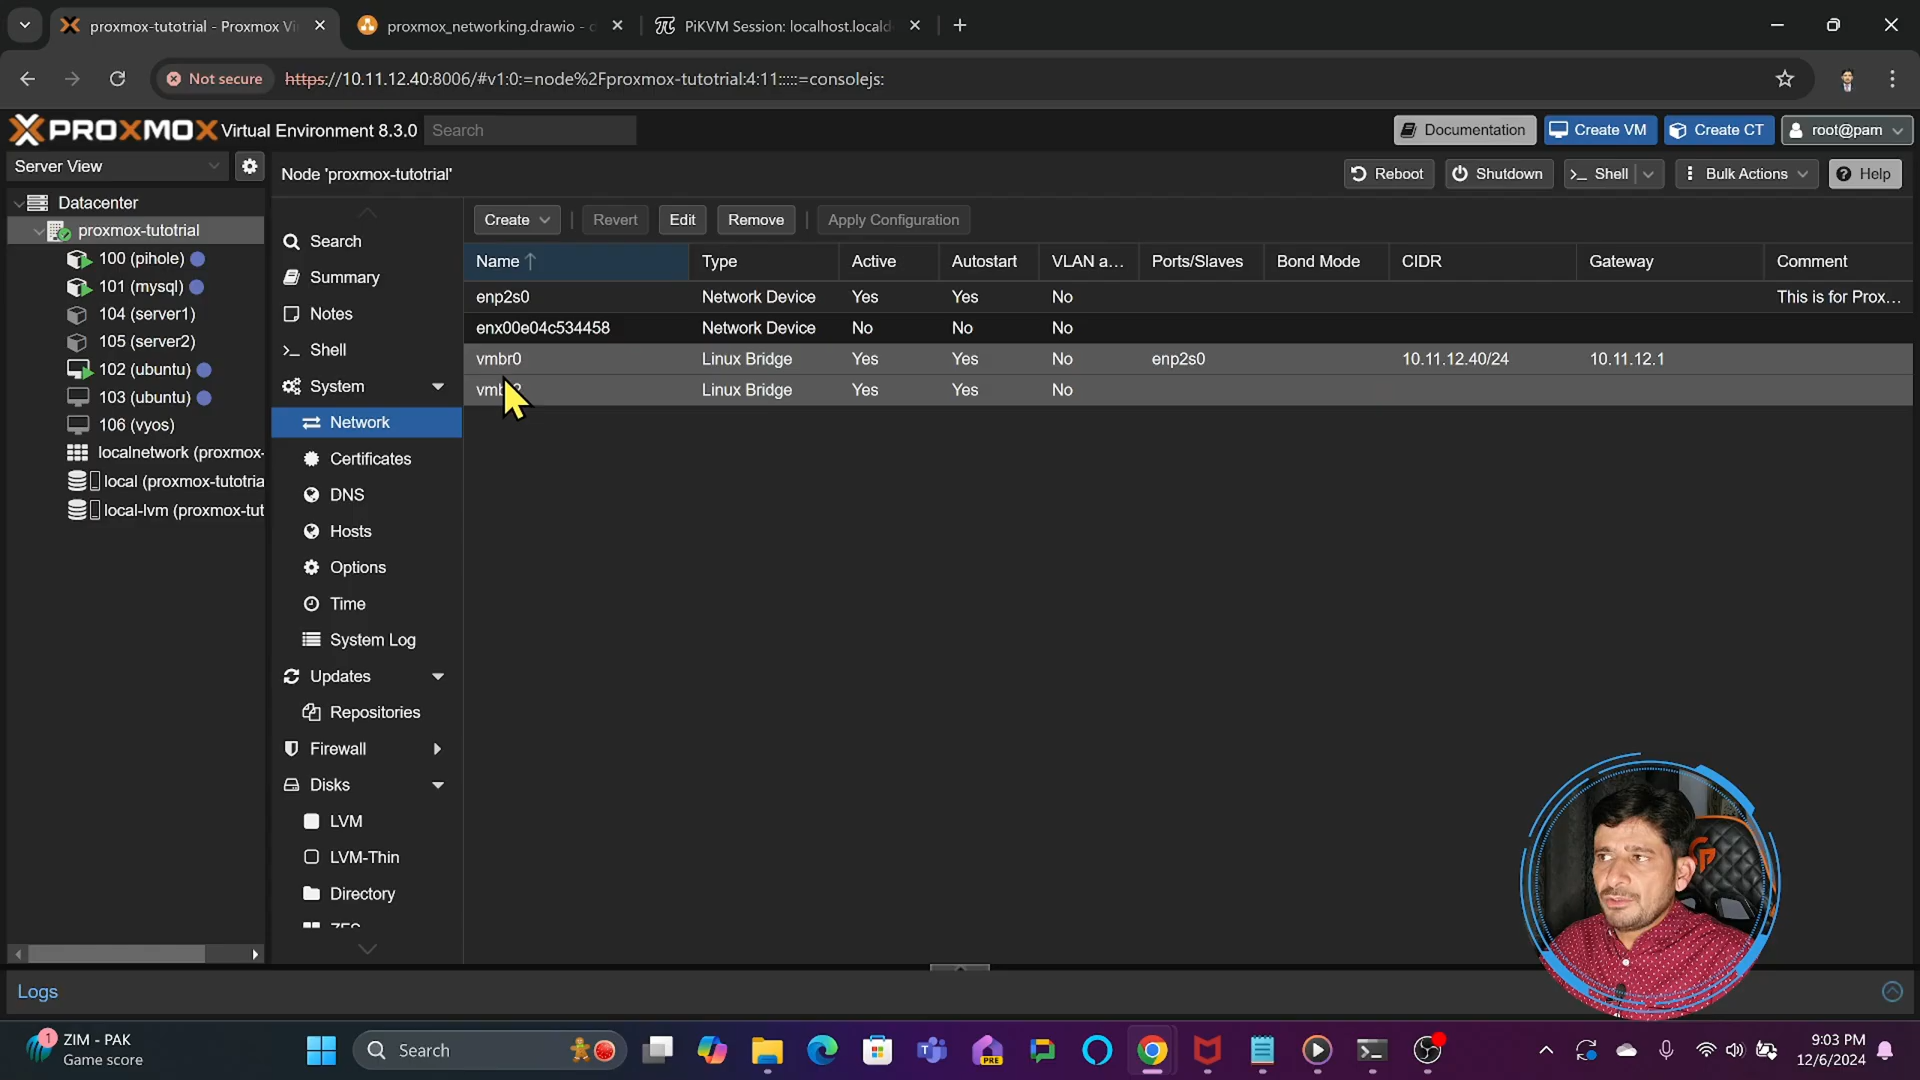 proxmox-tutotrial - Proxmox Vi
proxmox_networking.drawio -
PiKVM Session: localhost.locald
Not secure
https://10.11.12.40:8006/#v1:0:=node%2Fproxmox-tutotrial:4:11:::::=consolejs:
PROXMOX Virtual Environment 8.3.0
Search
Documentation
Create VM
Create CT
root@pam
Server View
Node 'proxmox-tutotrial'
Reboot
Shutdown
Shell
Bulk Actions
Help
Datacenter
proxmox-tutotrial
100 (pihole)
101 (mysql)
104 (server1)
105 (server2)
102 (ubuntu)
103 (ubuntu)
106 (vyos)
localnetwork (proxmox-
local (proxmox-tutotria
local-lvm (proxmox-tut
Search
Summary
Notes
Shell
System
Network
Certificates
DNS
Hosts
Options
Time
System Log
Updates
Repositories
Firewall
Disks
LVM
LVM-Thin
Directory
Create
Revert
Edit
Remove
Apply Configuration
Name Type Active Autostart VLAN a... Ports/Slaves Bond Mode CIDR Gateway Comment
enp2s0 Network Device Yes Yes No This is for Prox...
enx00e04c534458 Network Device No No No
vmbr0 Linux Bridge Yes Yes No enp2s0 10.11.12.40/24 10.11.12.1
Linux Bridge Yes Yes No
Logs
1
ZIM - PAK
Game score
Search
PRE
9:03 PM
12/6/2024